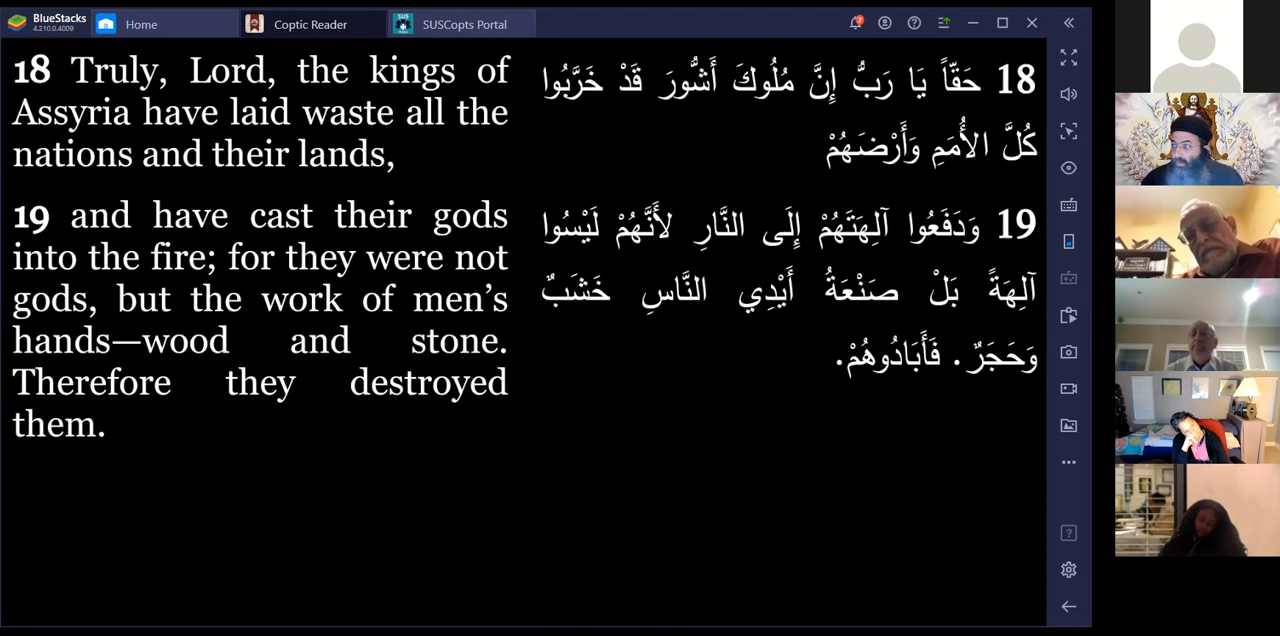 BlueStacks
4.210.0.4009
Home
Coptic Reader
SUSCopts Portal
18 Truly, Lord, the kings of
Assyria have laid waste all the
nations and their lands,
19 and have cast their gods
into the fire; for they were not
gods, but the work of men’s
hands—wood and stone.
Therefore they destroyed
them.
18 حَقّاً يَا رَبُّ إِنَّ مُلُوكَ أَشُّورَ قَدْ خَرَّبُوا
كُلَّ الأُمَمِ وَأَرْضَهُمْ
19 وَدَفَعُوا آلِهَتَهُمْ إِلَى النَّارِ لأَنَّهُمْ لَيْسُوا
آلِهَةً بَلْ صَنْعَةُ أَيْدِي النَّاسِ خَشَبٌ
وَحَجَرٌ. فَأَبَادُوهُمْ.